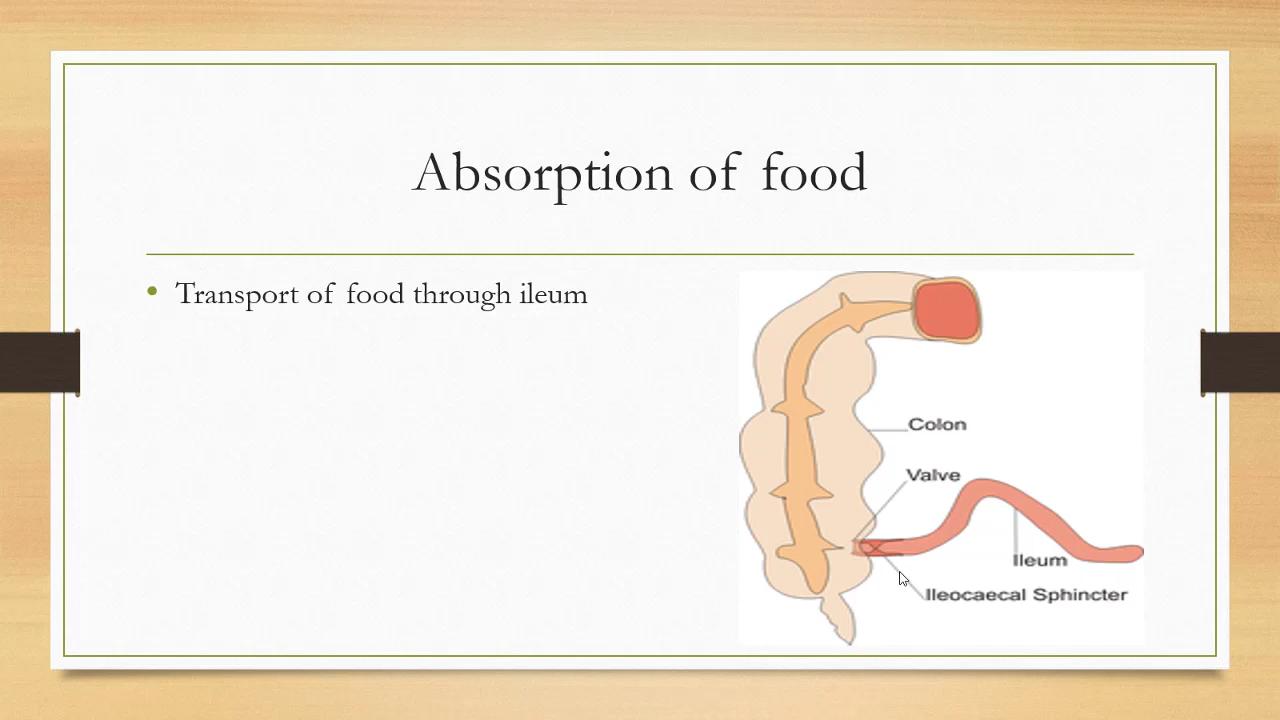 Absorption of food
• Transport of food through ileum
Colon
Valve
Ileum
Ileocaecal Sphincter